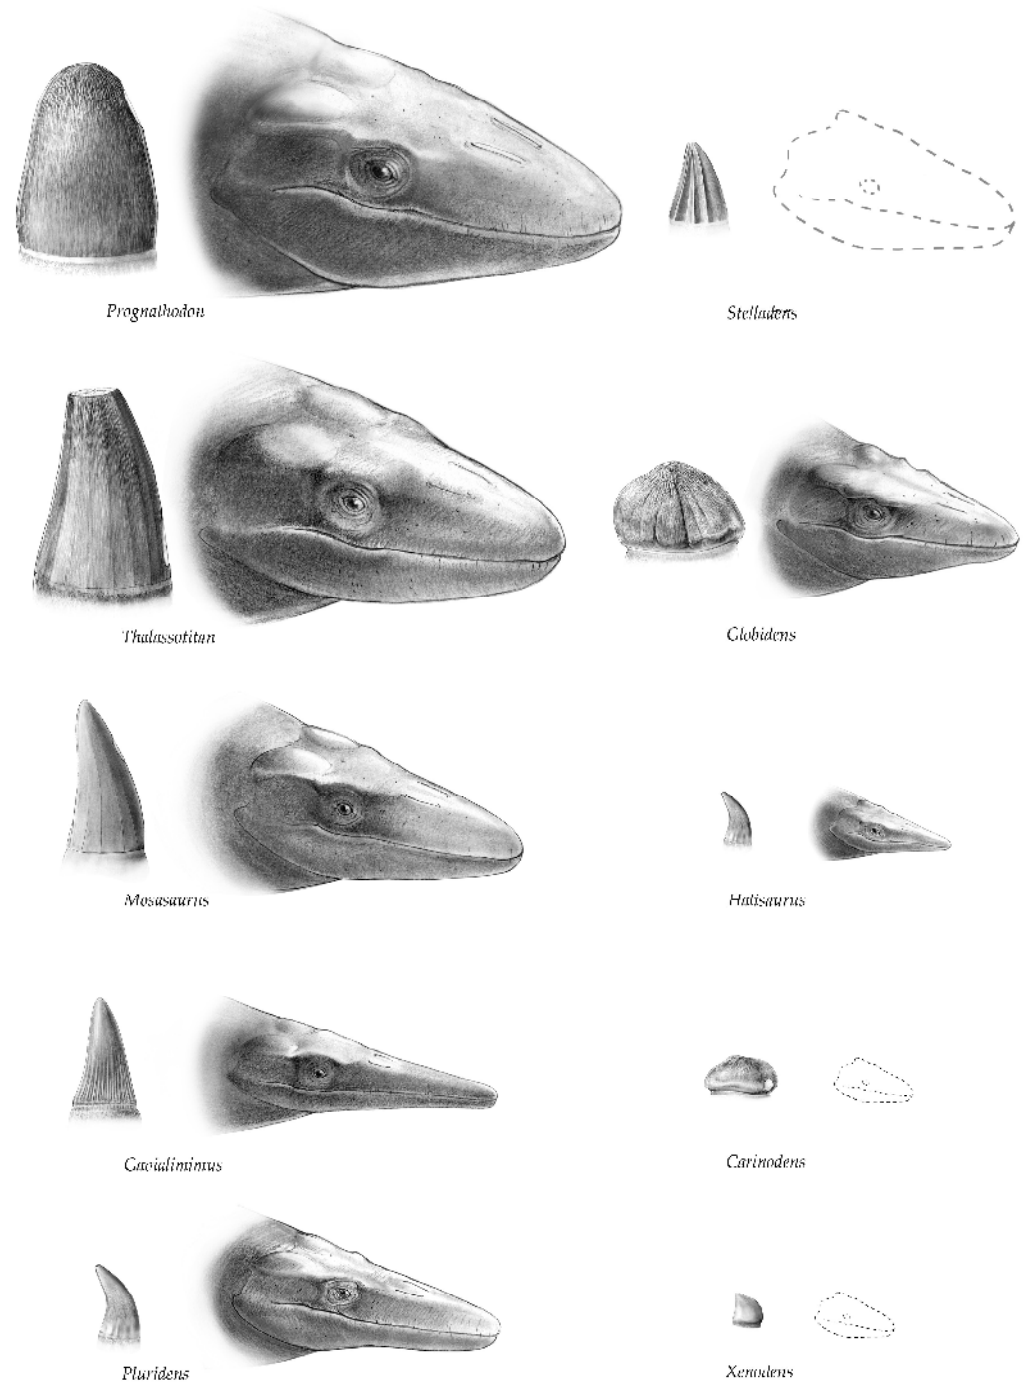 Prognathodon
Stelladens
Thalassotitan
Globidens
Mosasaurus
Halisaurus
Gavialimimus
Carinodens
Pluridens
Xenodens